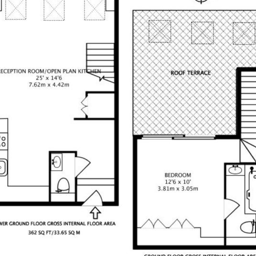 RECEPTION ROOM/OPEN PLAN KITCHEN
25' x 14'6
7.62m x 4.42m
ROOF TERRACE
BEDROOM
12'6 x 10'
3.81m x 3.05m
WER GROUND FLOOR GROSS INTERNAL FLOOR AREA
362 SQ FT/33.65 SQ M
GROUND FLOOR GROSS INTERNAL FLOOR AREA